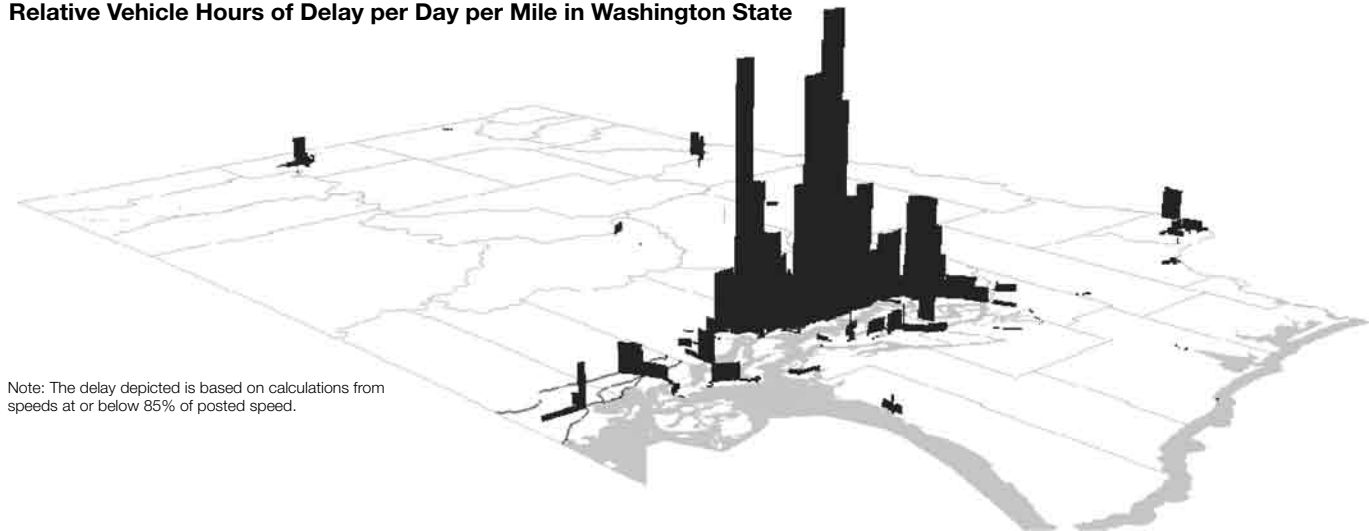 Relative Vehicle Hours of Delay per Day per Mile in Washington State
Note: The delay depicted is based on calculations from
speeds at or below 85% of posted speed.